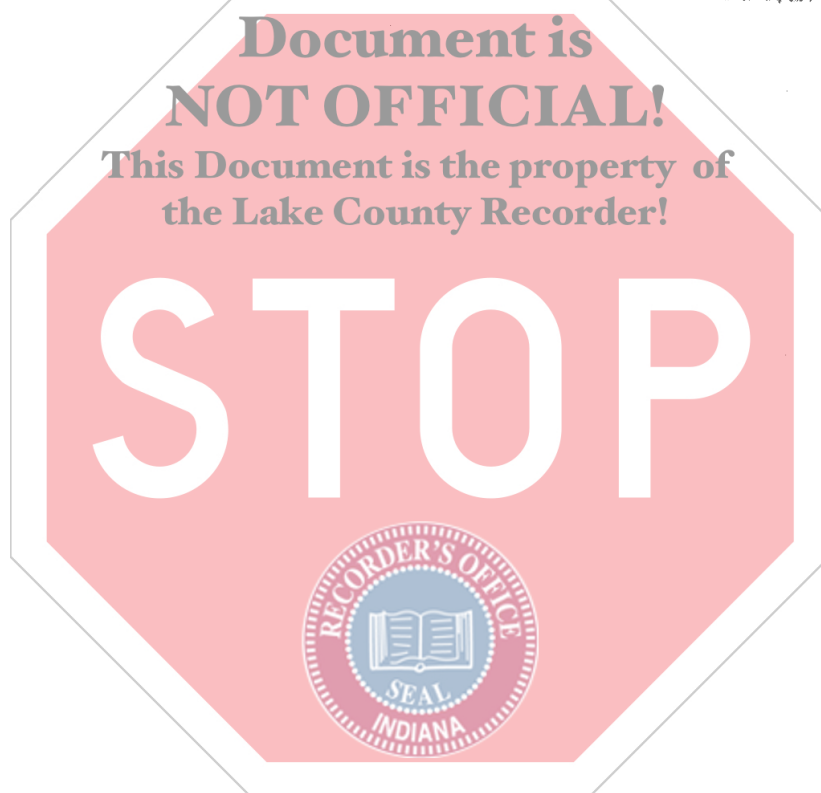 Document is
NOT OFFICIAL!
This Document is the property of
the Lake County Recorder!
STOP
RECORDER'S OFFICE
SEAL
INDIANA